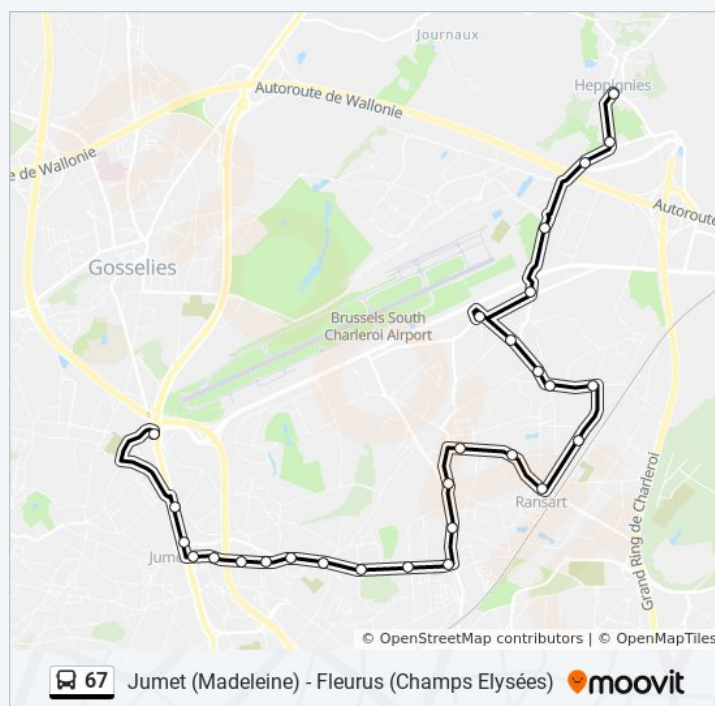 Journaux
Heppignies
Autoroute de Wallonie
e de Wallonie
Autoroute
Gosselies
Brussels South
Charleroi Airport
Ransart
Grand Ring de Charleroi
Jumet
© OpenStreetMap contributors | © OpenMapTiles
67 Jumet (Madeleine) - Fleurus (Champs Elysées) moovit